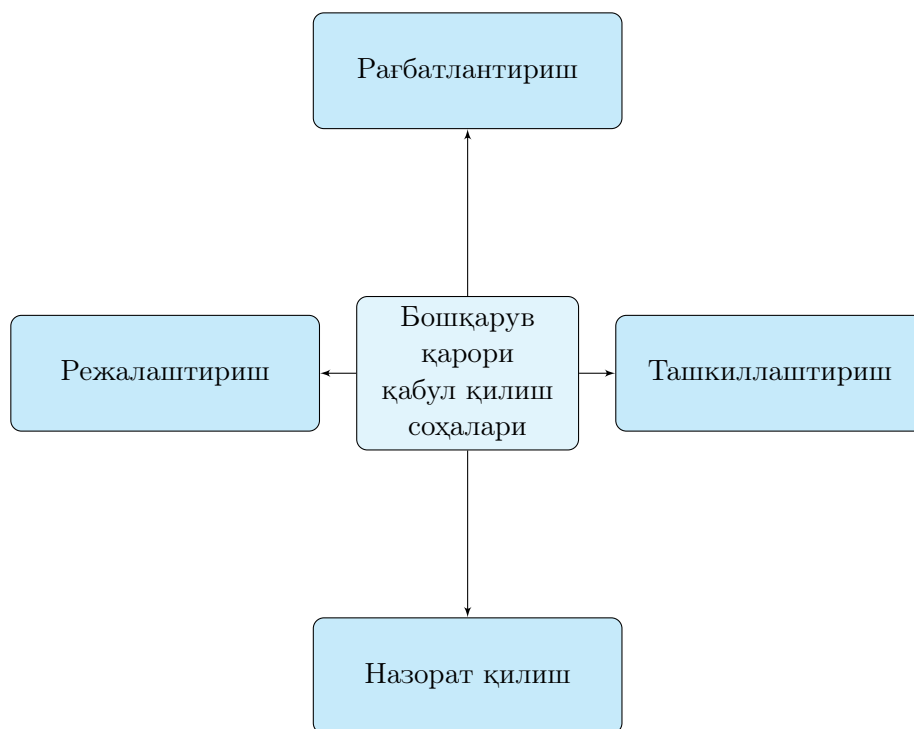 Рағбатлантириш
Режалаштириш
Бошқарув
қарори
қабул қилиш
соҳалари
Ташкиллаштириш
Назорат қилиш